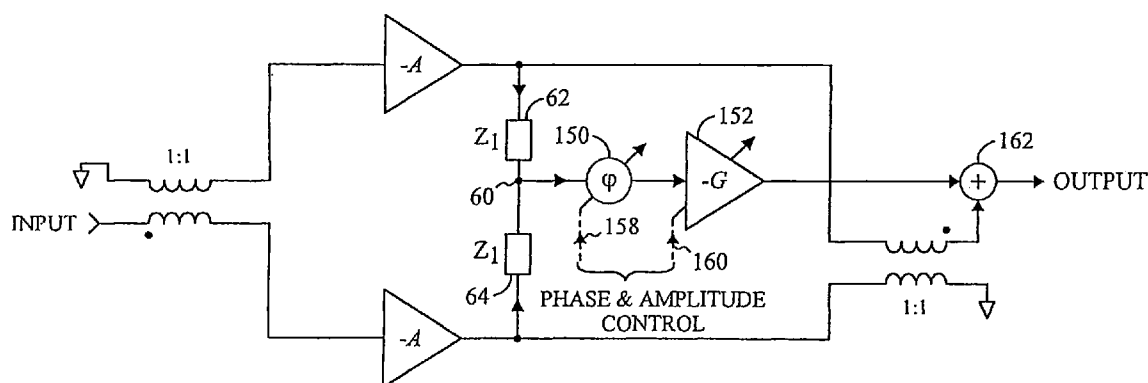 -A
62
Z1
150
152
1:1
162
φ
-G
+
OUTPUT
60
INPUT
158
Z1
160
64
PHASE & AMPLITUDE
CONTROL
1:1
-A